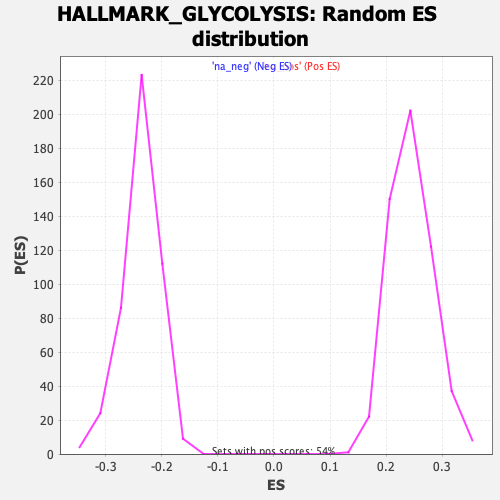 HALLMARK_GLYCOLYSIS: Random ES
distribution
'na_neg' (Neg ES) s' (Pos ES)
220
200
180
160
140
120
100
80
60
40
20
0
P(ES)
Sets with pos scores: 54%
-0.3 -0.2 -0.1 0.0 0.1 0.2 0.3
ES